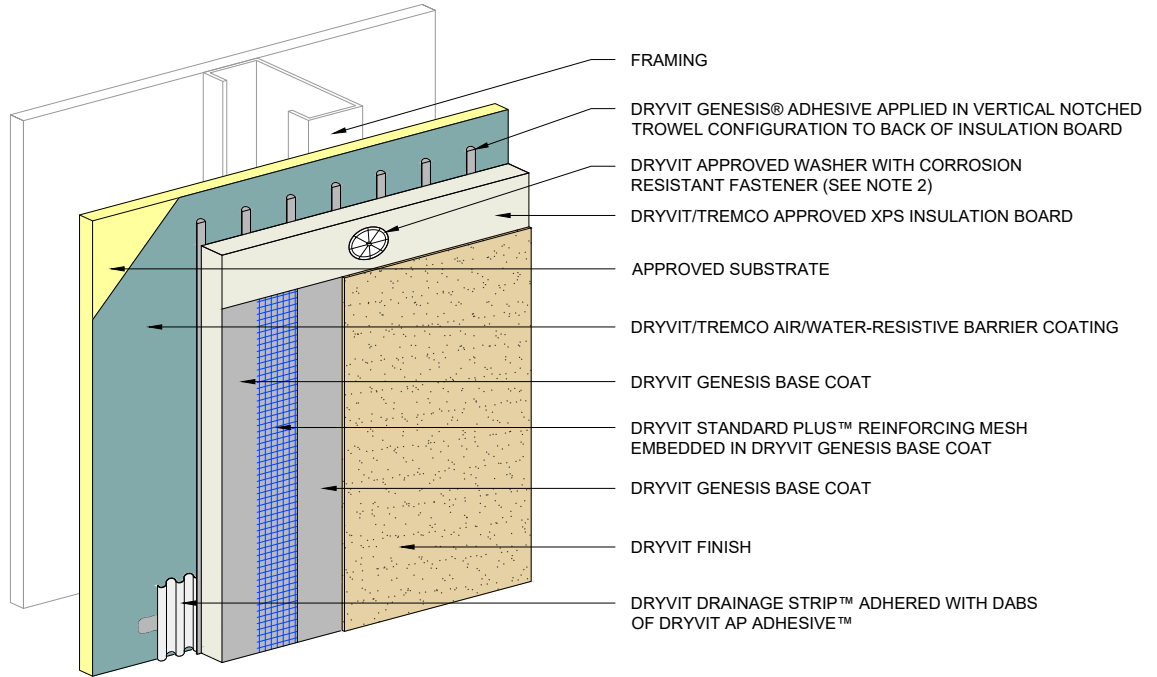 FRAMING
DRYVIT GENESIS® ADHESIVE APPLIED IN VERTICAL NOTCHED
TROWEL CONFIGURATION TO BACK OF INSULATION BOARD
DRYVIT APPROVED WASHER WITH CORROSION
RESISTANT FASTENER (SEE NOTE 2)
DRYVIT/TREMCO APPROVED XPS INSULATION BOARD
APPROVED SUBSTRATE
DRYVIT/TREMCO AIR/WATER-RESISTIVE BARRIER COATING
DRYVIT GENESIS BASE COAT
DRYVIT STANDARD PLUS™ REINFORCING MESH
EMBEDDED IN DRYVIT GENESIS BASE COAT
DRYVIT GENESIS BASE COAT
DRYVIT FINISH
DRYVIT DRAINAGE STRIP™ ADHERED WITH DABS
OF DRYVIT AP ADHESIVE™